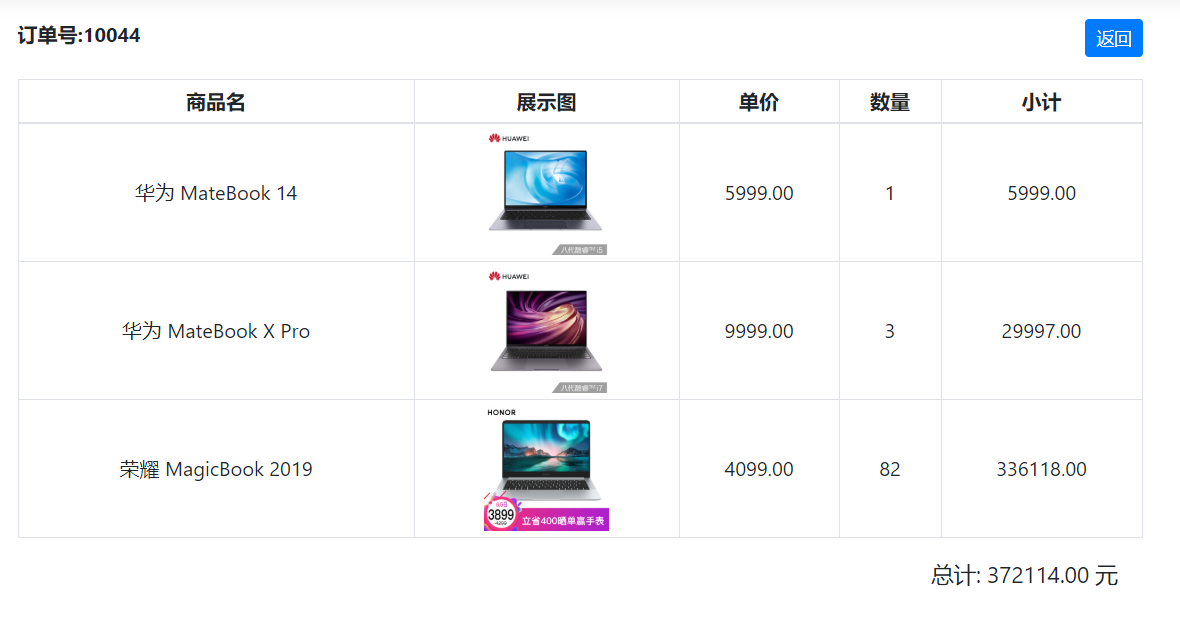 订单号:10044
返回
商品名 展示图 单价 数量 小计
HUAWEI
华为 MateBook 14 5999.00 1 5999.00
八代酷睿™i5
HUAWEI
华为 MateBook X Pro 9999.00 3 29997.00
八代酷睿™i7
HONOR
荣耀 MagicBook 2019 4099.00 82 336118.00
3899
4299
立省400晒单赢手表
总计: 372114.00 元